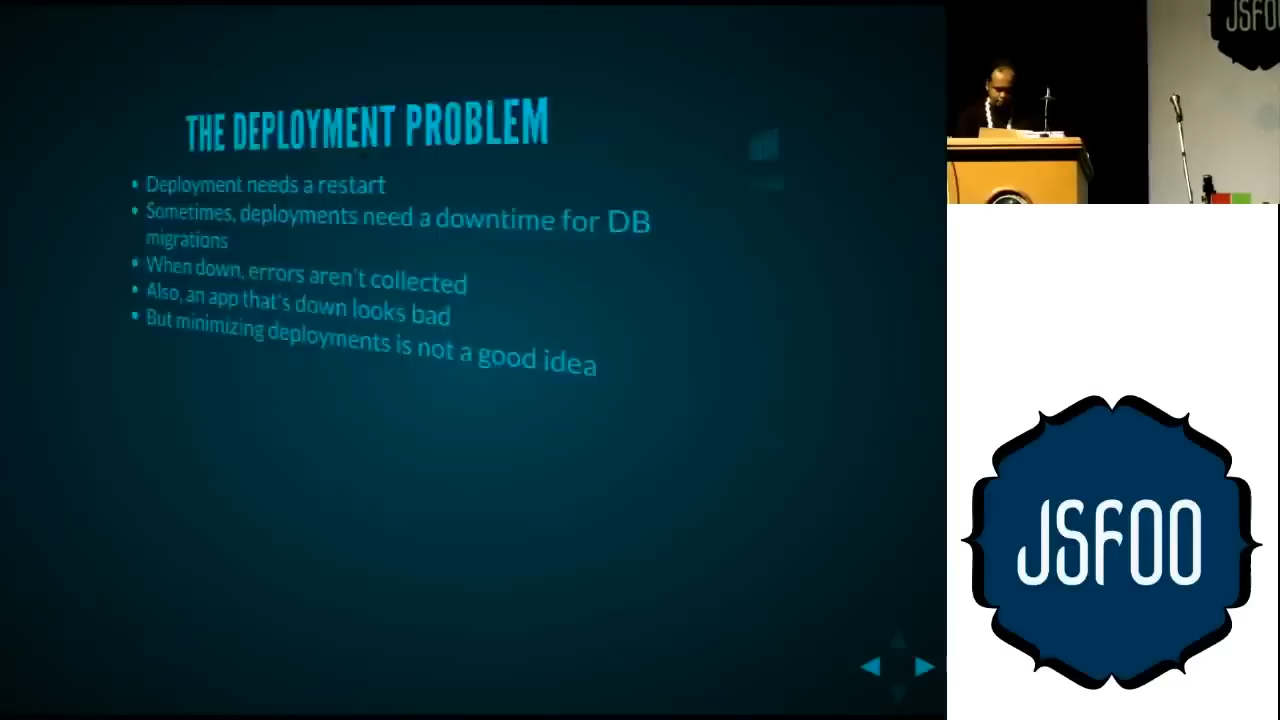 THE DEPLOYMENT PROBLEM
• Deployment needs a restart
• Sometimes, deployments need a downtime for DB
migrations
• When down, errors aren't collected
• Also, an app that's down looks bad
• But minimizing deployments is not a good idea
JSFO
JSFOO